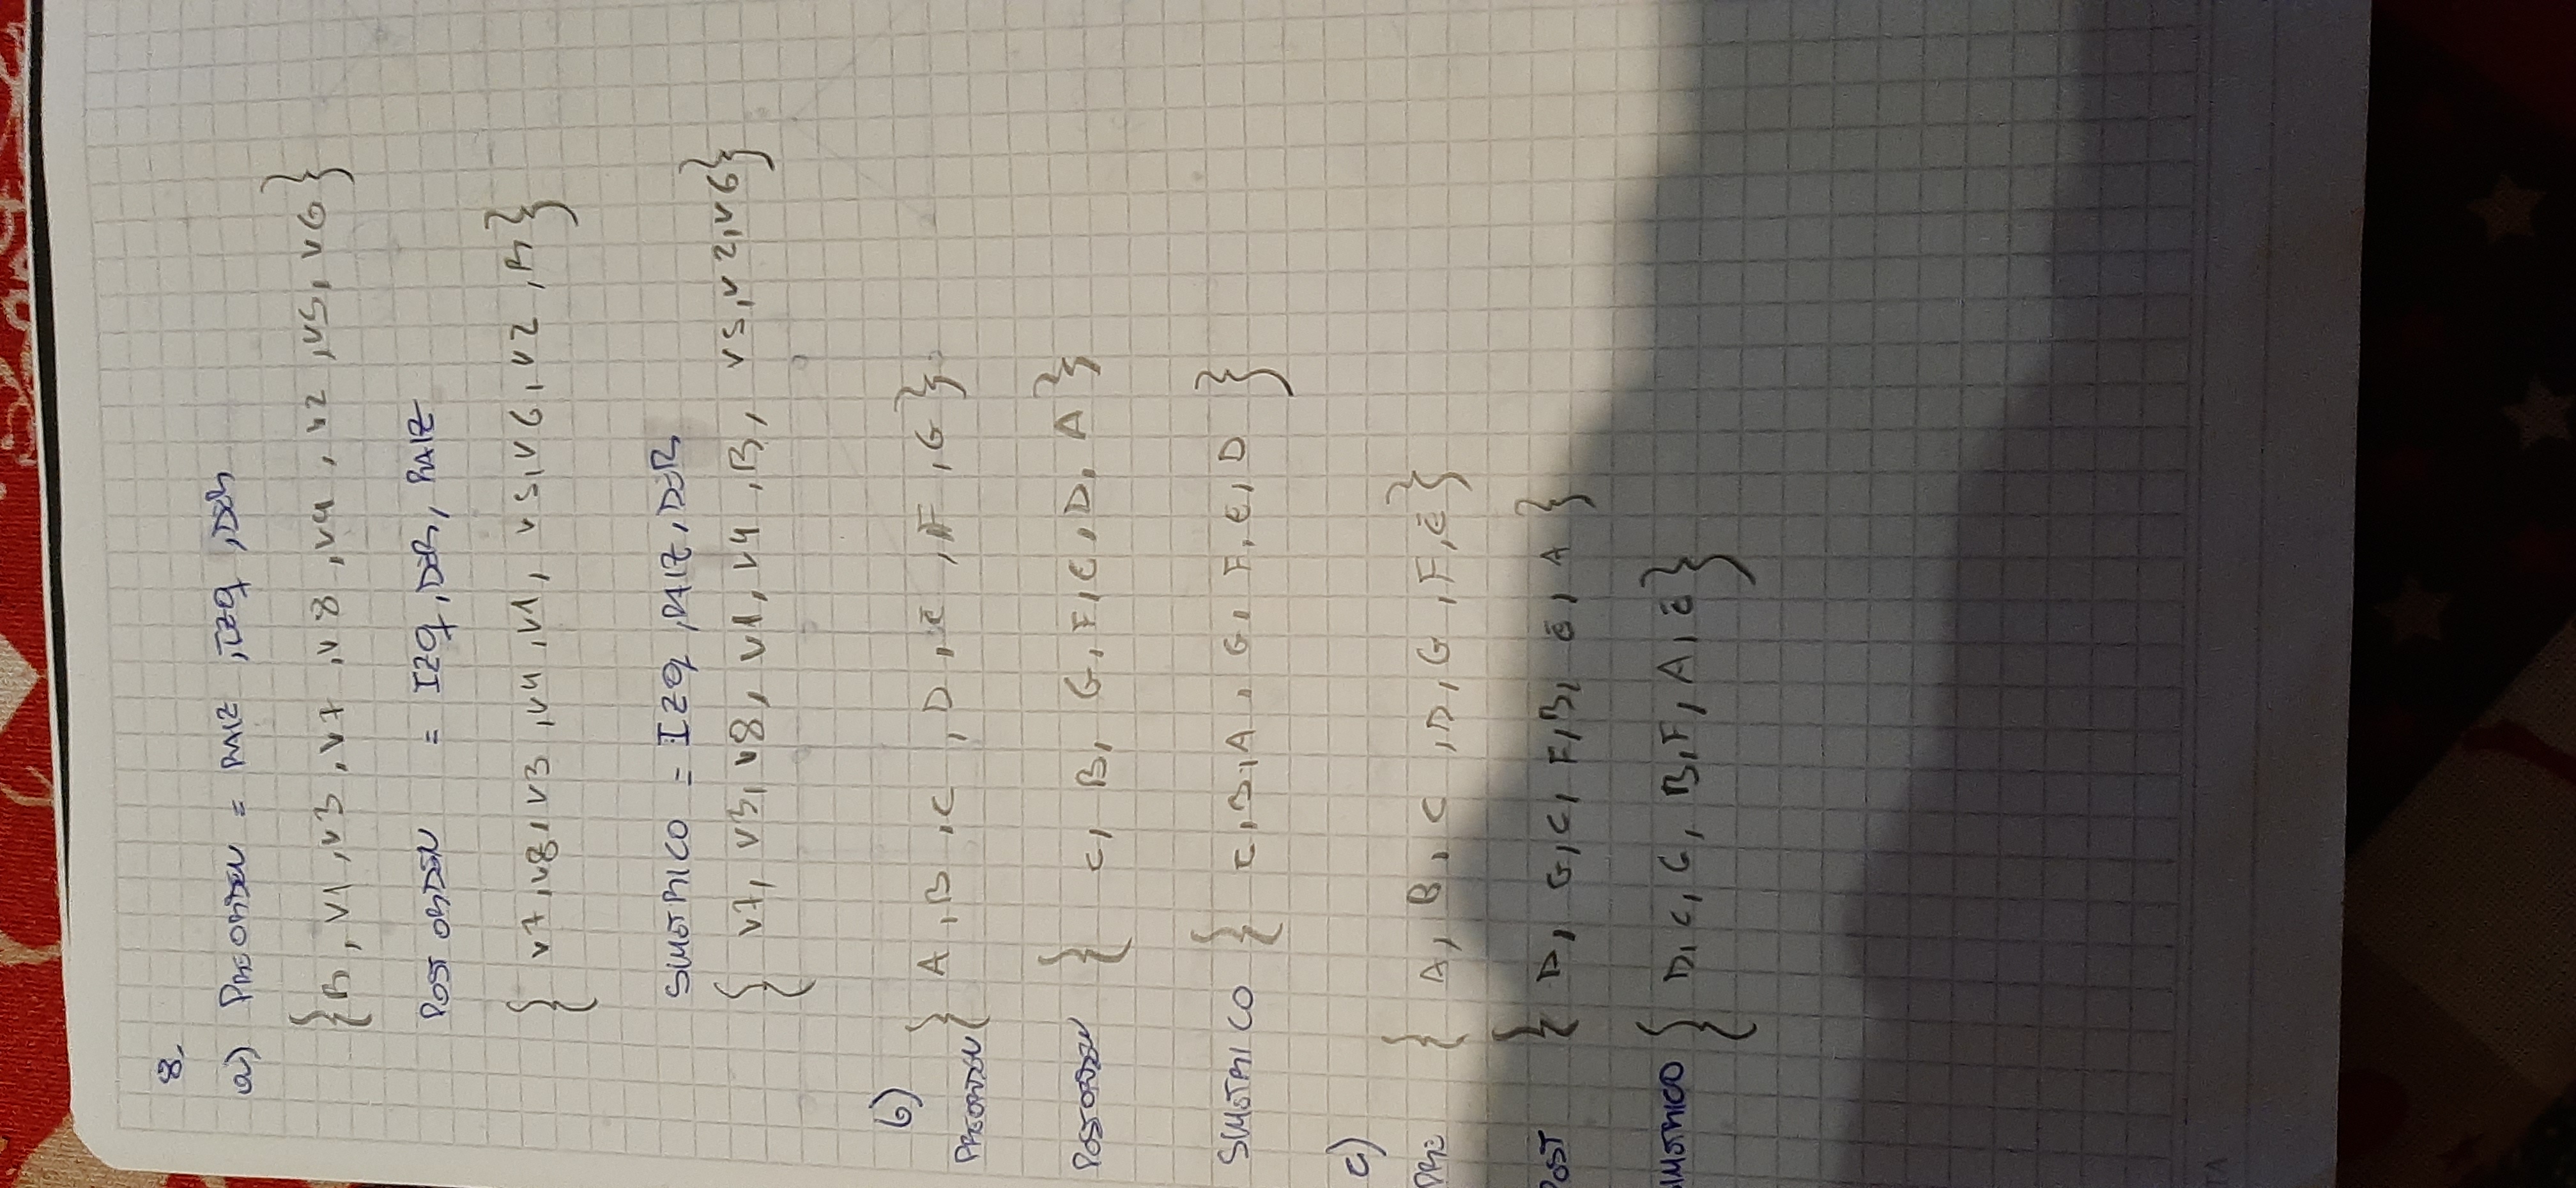 8.
a) PREORDEN = RAIZ, IZQ, DER
{R, V1, V3, V7, V8, V4, V2, V5, V6}
POSTORDEN = IZQ, DER, RAIZ
{V7, V8, V3, V4, V1, V5, V6, V2, R}
SIMETRICO = IZQ, RAIZ, DER
{V7, V3, V8, V1, V4, R, V5, V2, V6}
b)
PREORDEN { A, B, C, D, E, F, G}
POSTORDEN { C, B, G, F, E, D, A}
SIMETRICO { C, B, A, G, F, E, D }
c)
PRE { A, B, C, D, G, F, E}
POST { D, G, C, F, B, E, A}
SIMETRICO { D, C, G, B, F, A, E}
TA